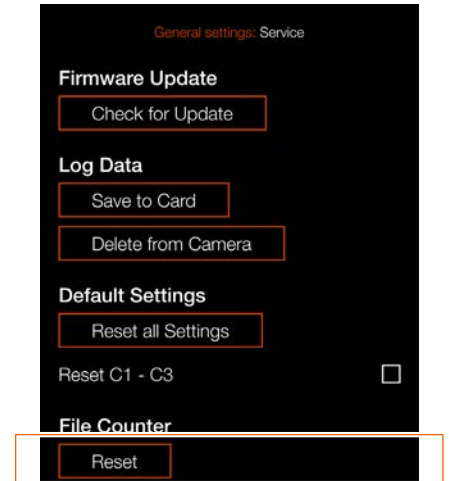 General settings: Service
Firmware Update
Check for Update
Log Data
Save to Card
Delete from Camera
Default Settings
Reset all Settings
Reset C1 - C3
File Counter
Reset